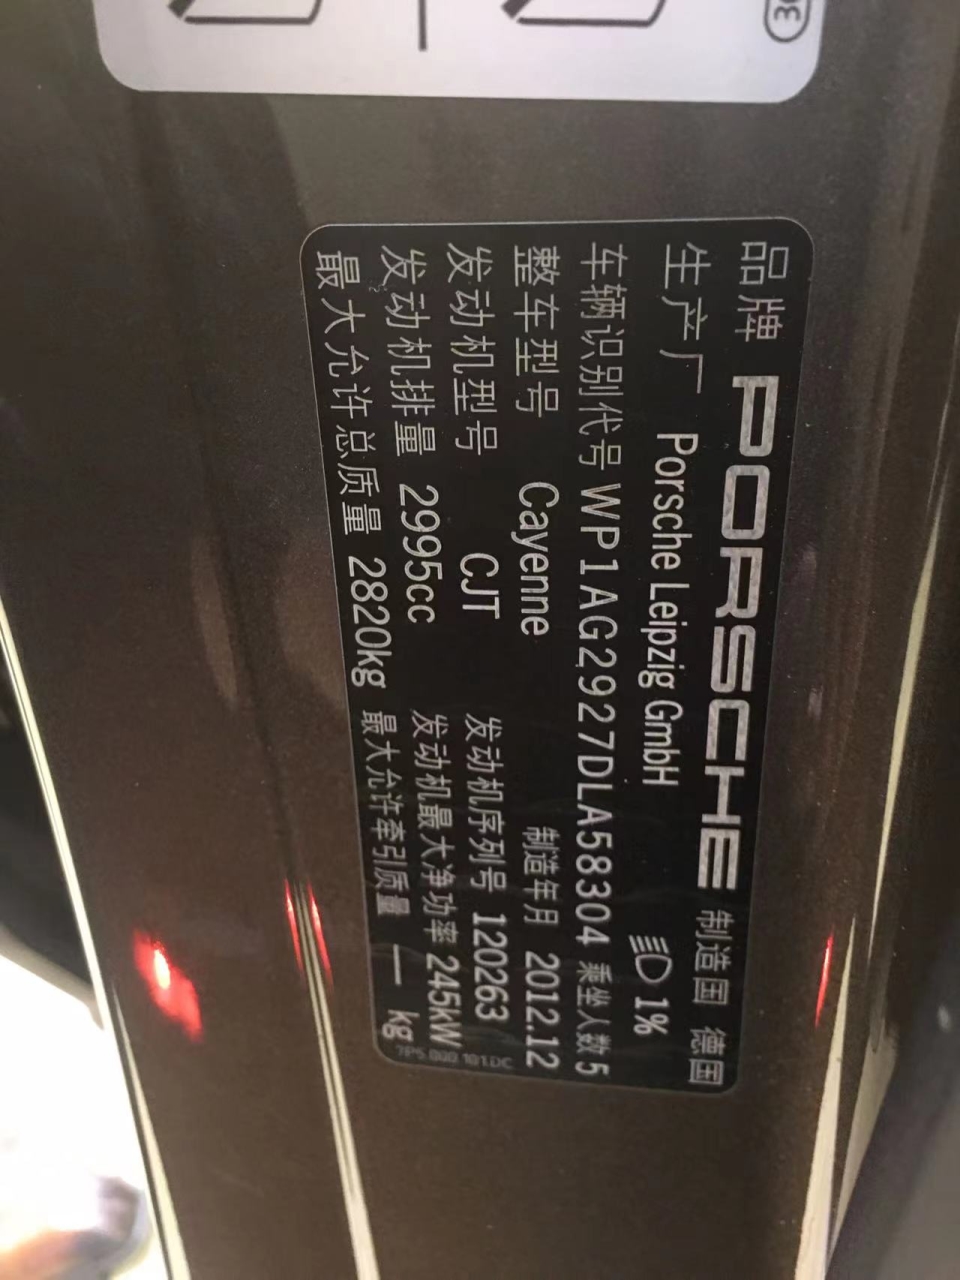 品牌 PORSCHE 制造国 德国
生产厂 Porsche Leipzig GmbH 1%
车辆识别代号 WP1AG2927DLA58304 乘坐人数 5
整车型号 Cayenne 制造年月 2012.12
发动机型号 CJT 发动机序列号 120263
发动机排量 2995cc 发动机最大净功率 245kW
最大允许总质量 2820kg 最大允许牵引质量 — kg
7P5.000.101.DC